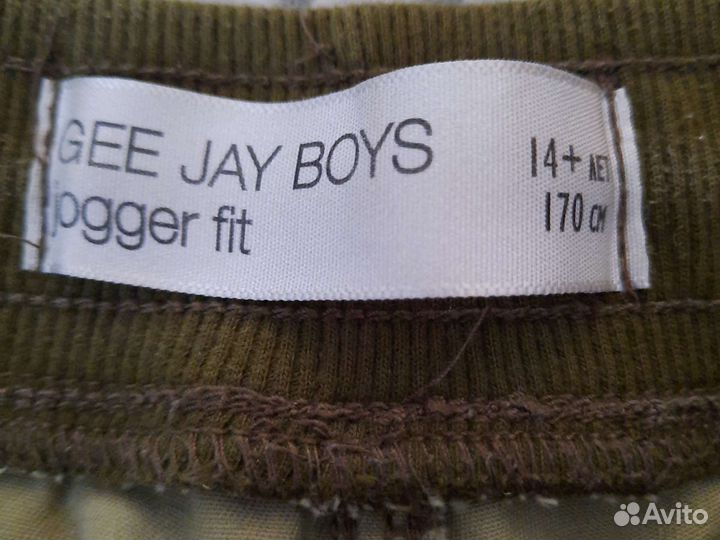 GEE JAY BOYS
jogger fit
14+ ЛЕТ
170 СМ
Avito